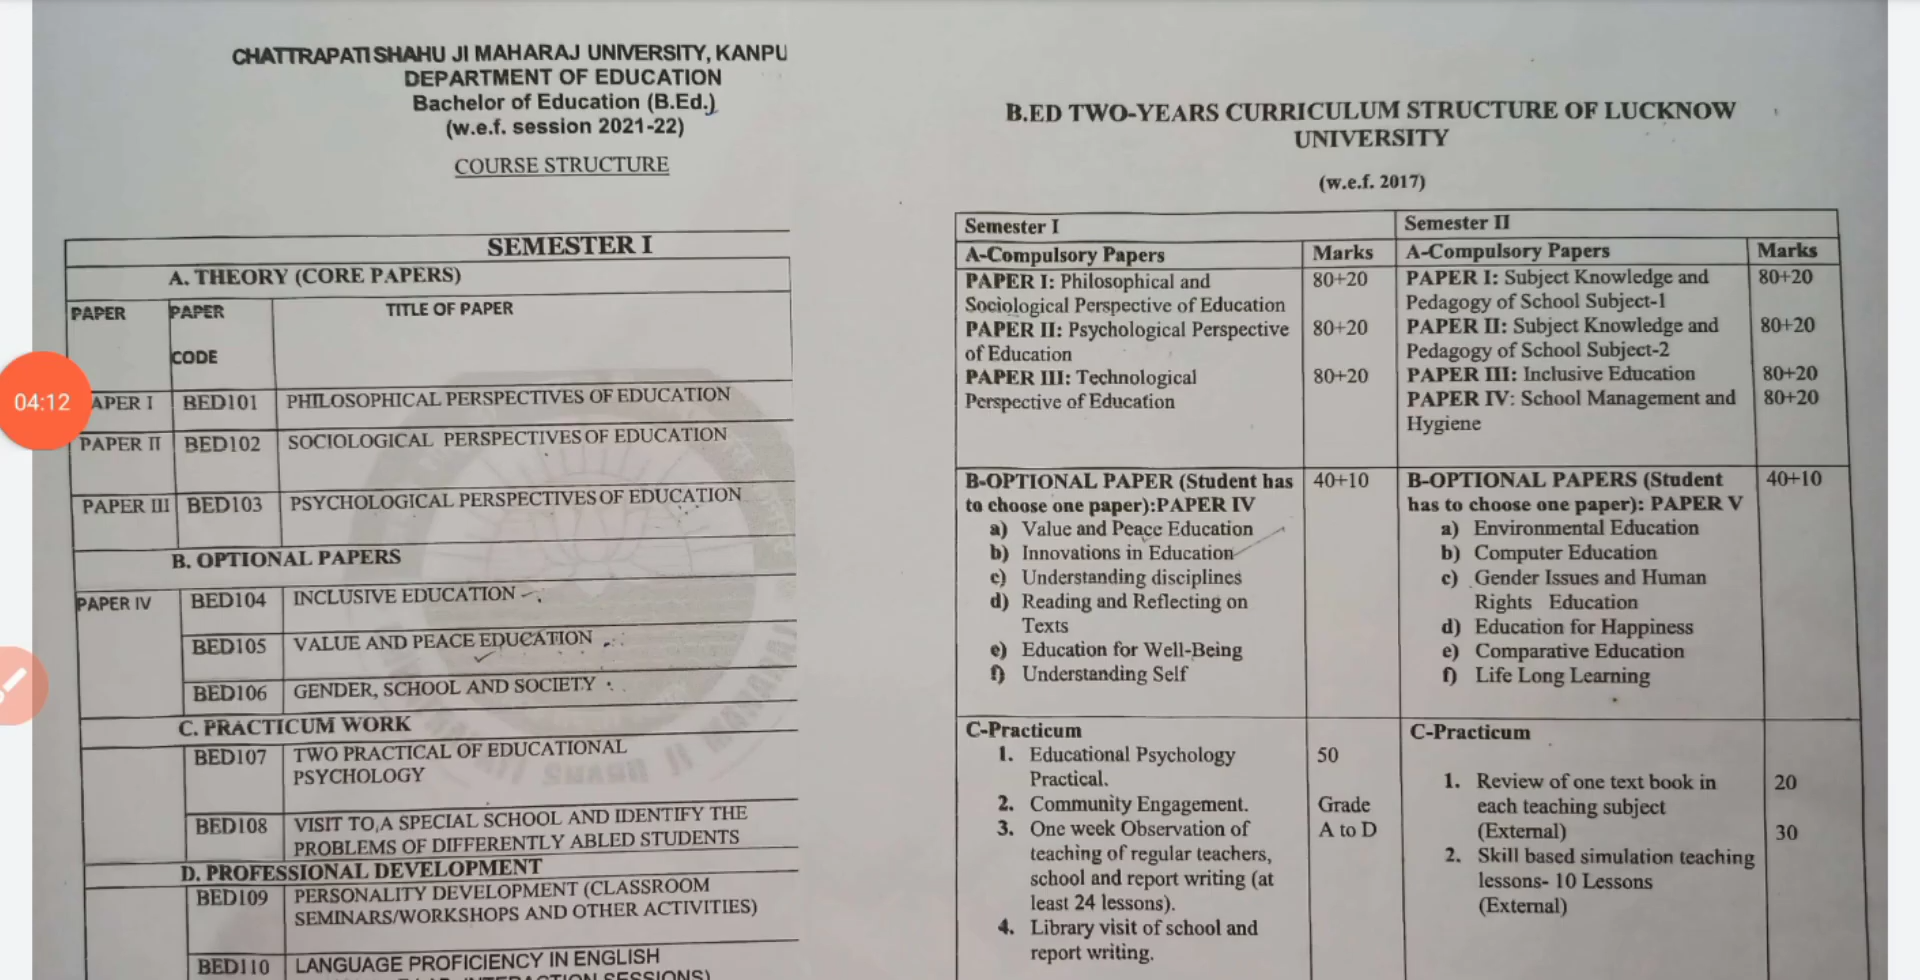 CHATTRAPATI SHAHU JI MAHARAJ UNIVERSITY, KANPU
DEPARTMENT OF EDUCATION
Bachelor of Education (B.Ed.)
(w.e.f. session 2021-22)
COURSE STRUCTURE
SEMESTER I
A. THEORY (CORE PAPERS)
PAPER PAPER CODE TITLE OF PAPER
04:12
APER I BED101 PHILOSOPHICAL PERSPECTIVES OF EDUCATION
PAPER II BED102 SOCIOLOGICAL PERSPECTIVES OF EDUCATION
PAPER III BED103 PSYCHOLOGICAL PERSPECTIVES OF EDUCATION
B. OPTIONAL PAPERS
PAPER IV BED104 INCLUSIVE EDUCATION
BED105 VALUE AND PEACE EDUCATION
BED106 GENDER, SCHOOL AND SOCIETY
C. PRACTICUM WORK
BED107 TWO PRACTICAL OF EDUCATIONAL
PSYCHOLOGY
BED108 VISIT TO A SPECIAL SCHOOL AND IDENTIFY THE
PROBLEMS OF DIFFERENTLY ABLED STUDENTS
D. PROFESSIONAL DEVELOPMENT
BED109 PERSONALITY DEVELOPMENT (CLASSROOM
SEMINARS/WORKSHOPS AND OTHER ACTIVITIES)
BED110 LANGUAGE PROFICIENCY IN ENGLISH
INTERACTION SESSIONS)
B.ED TWO-YEARS CURRICULUM STRUCTURE OF LUCKNOW
UNIVERSITY
(w.e.f. 2017)
Semester I
A-Compulsory Papers Marks
PAPER I: Philosophical and 80+20
Sociological Perspective of Education
PAPER II: Psychological Perspective 80+20
of Education
PAPER III: Technological 80+20
Perspective of Education
B-OPTIONAL PAPER (Student has 40+10
to choose one paper):PAPER IV
a) Value and Peace Education
b) Innovations in Education
c) Understanding disciplines
d) Reading and Reflecting on
Texts
e) Education for Well-Being
f) Understanding Self
C-Practicum
1. Educational Psychology 50
Practical.
2. Community Engagement. Grade
3. One week Observation of A to D
teaching of regular teachers,
school and report writing (at
least 24 lessons).
4. Library visit of school and
report writing.
Semester II
A-Compulsory Papers Marks
PAPER I: Subject Knowledge and 80+20
Pedagogy of School Subject-1
PAPER II: Subject Knowledge and 80+20
Pedagogy of School Subject-2
PAPER III: Inclusive Education 80+20
PAPER IV: School Management and 80+20
Hygiene
B-OPTIONAL PAPERS (Student 40+10
has to choose one paper): PAPER V
a) Environmental Education
b) Computer Education
c) Gender Issues and Human
Rights Education
d) Education for Happiness
e) Comparative Education
f) Life Long Learning
C-Practicum
1. Review of one text book in 20
each teaching subject
(External) 30
2. Skill based simulation teaching
lessons- 10 Lessons
(External)